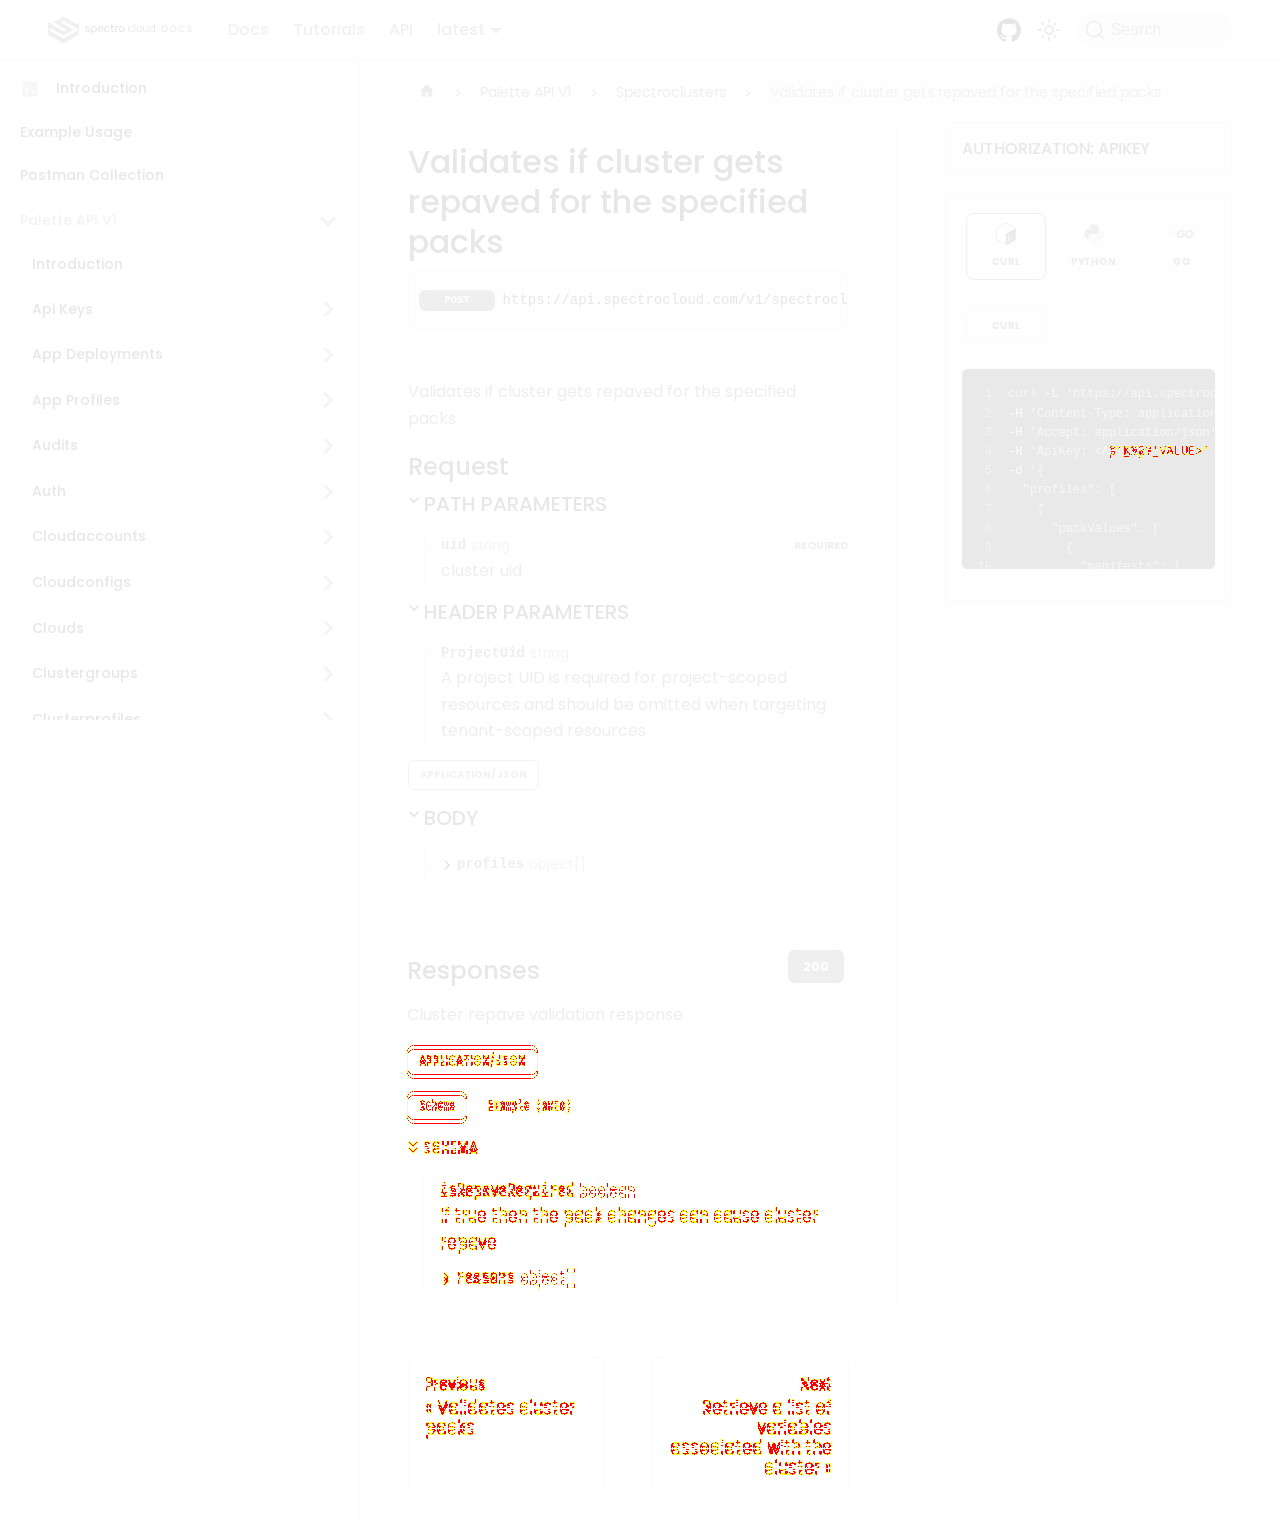 spectro cloud DOCS
Docs
Tutorials
API
latest
Search
Introduction
Example Usage
Postman Collection
Palette API V1
Introduction
Api Keys
App Deployments
App Profiles
Audits
Auth
Cloudaccounts
Cloudconfigs
Clouds
Clustergroups
Clusterprofiles
Palette API V1
Spectroclusters
Validates if cluster gets repaved for the specified packs
Validates if cluster gets
repaved for the specified
packs
POST https://api.spectrocloud.com/v1/spectrocl
Validates if cluster gets repaved for the specified
packs
Request
PATH PARAMETERS
uid string REQUIRED
cluster uid
HEADER PARAMETERS
ProjectUid string
A project UID is required for project-scoped
resources and should be omitted when targeting
tenant-scoped resources
APPLICATION/JSON
BODY
profiles object[]
Responses 200
Cluster repave validation response
APPLICATION/JSON
Schema Example (auto)
SCHEMA
isRepaveRequired boolean
If true then the pack changes can cause cluster
repave
reasons object[]
Previous
« Validates cluster
packs
Next
Retrieve a list of
variables
associated with the
cluster »
AUTHORIZATION: APIKEY
CURL PYTHON GO
CURL
1 curl -L 'https://api.spectroc
2 -H 'Content-Type: application
3 -H 'Accept: application/json'
4 -H 'ApiKey: <
5 -d '{
6 "profiles": [
7 {
8 "packValues": [
9 {
10 "manifests": [